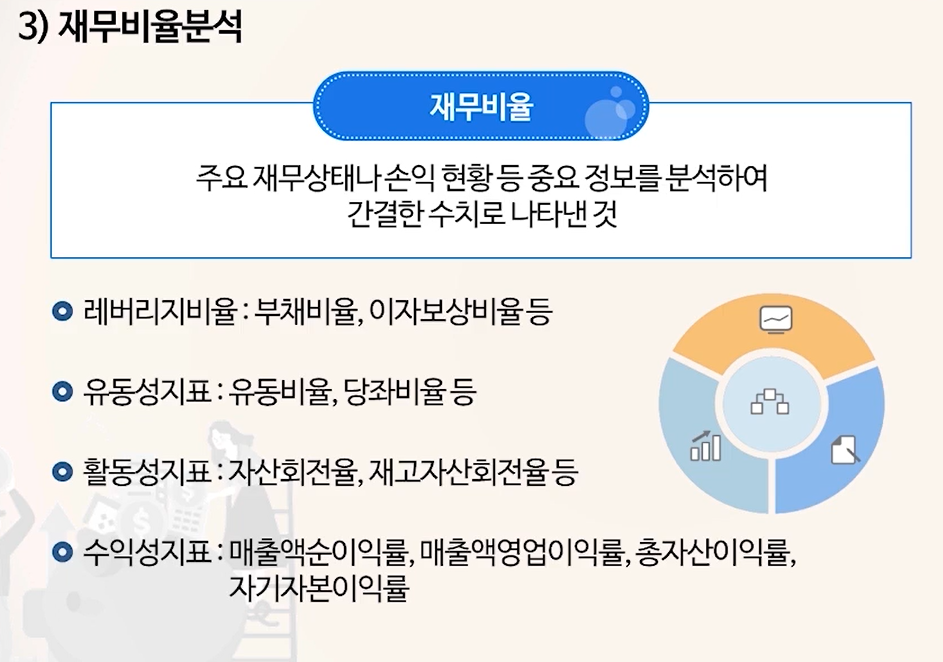 3) 재무비율분석
재무비율
주요 재무상태나 손익 현황 등 중요 정보를 분석하여
간결한 수치로 나타낸 것
레버리지비율 : 부채비율, 이자보상비율 등
유동성지표 : 유동비율, 당좌비율 등
활동성지표 : 자산회전율, 재고자산회전율 등
수익성지표 : 매출액순이익률, 매출액영업이익률, 총자산이익률,
자기자본이익률